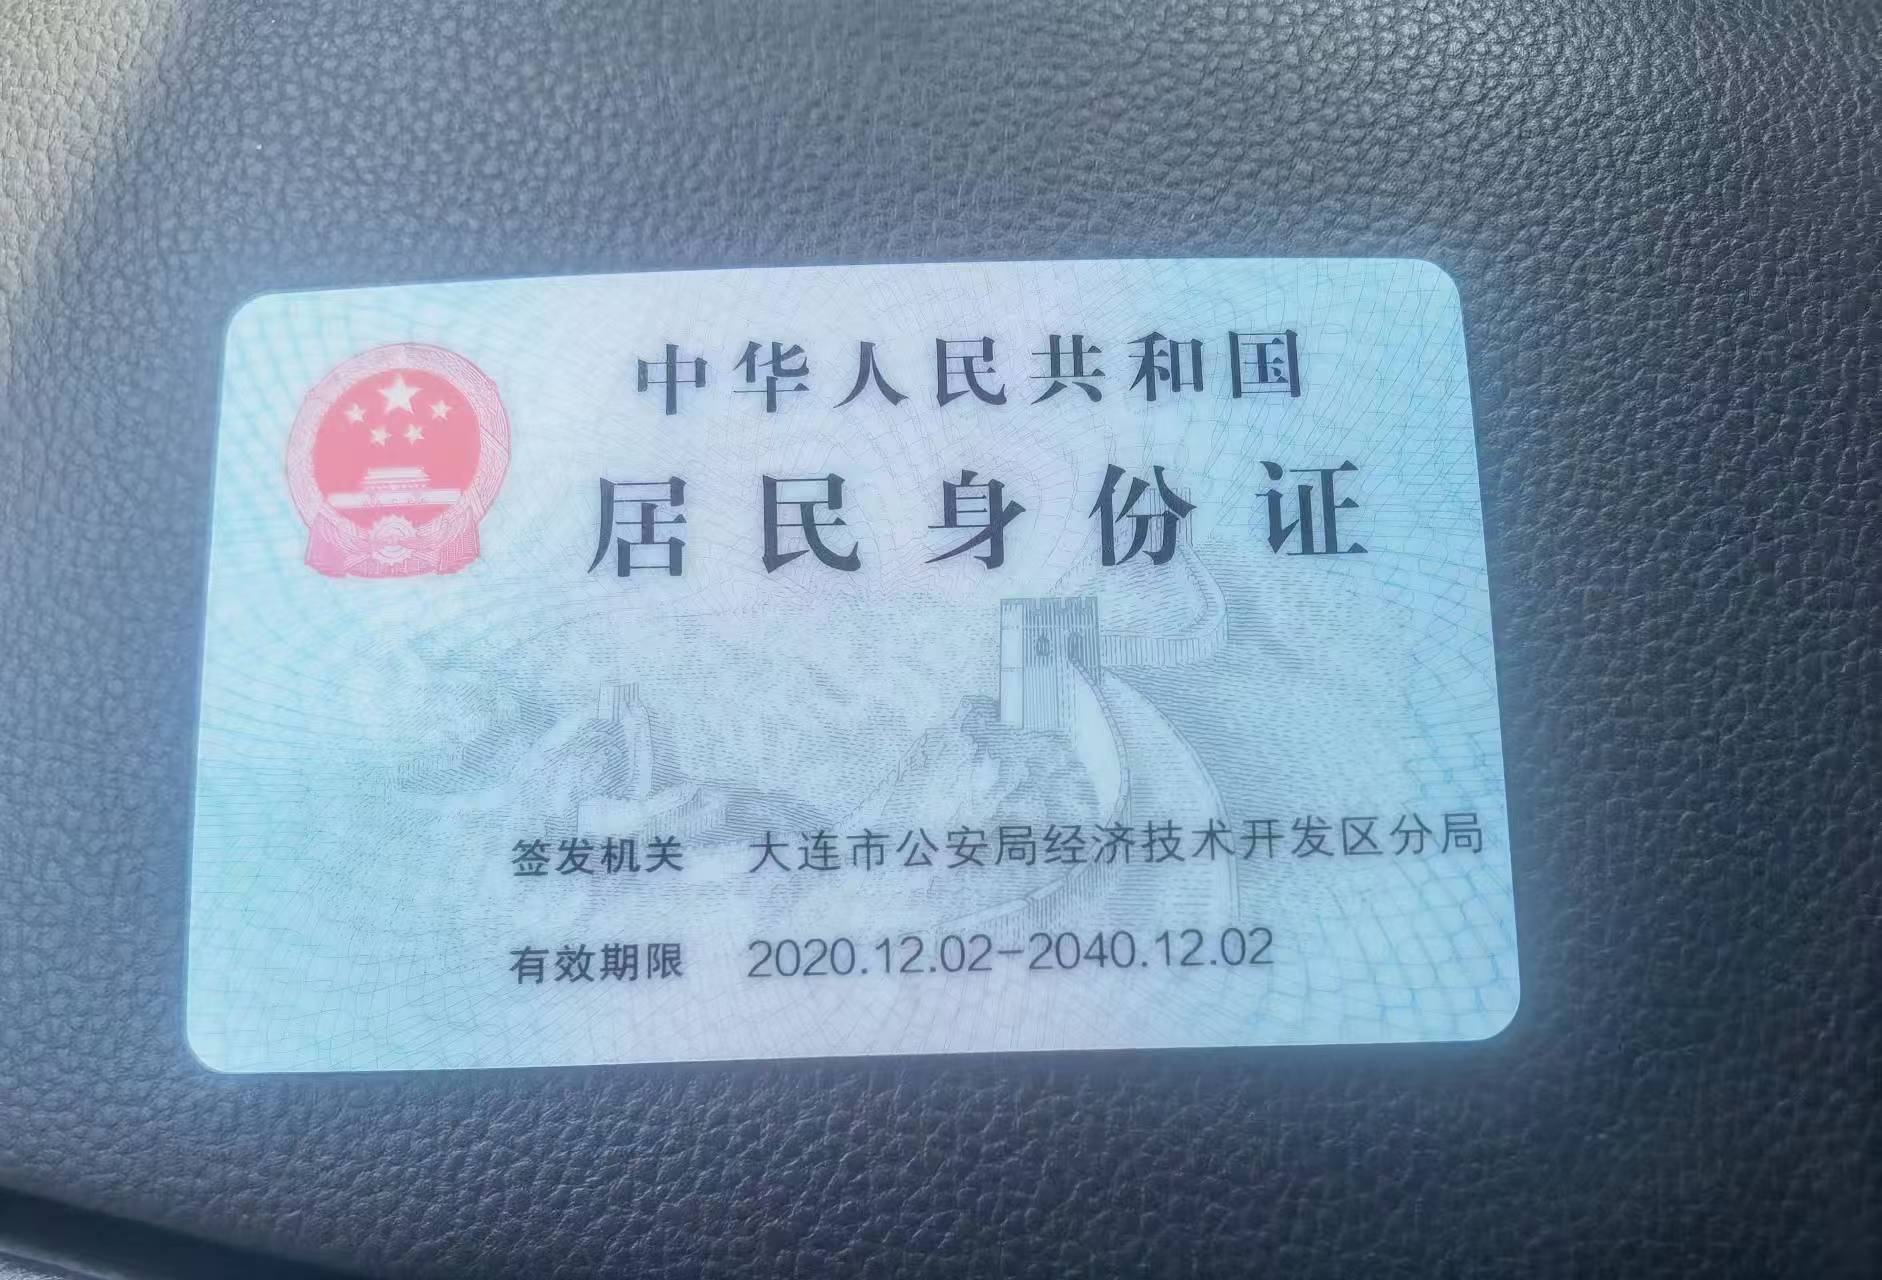 中华人民共和国
居民身份证
签发机关 大连市公安局经济技术开发区分局
有效期限 2020.12.02-2040.12.02